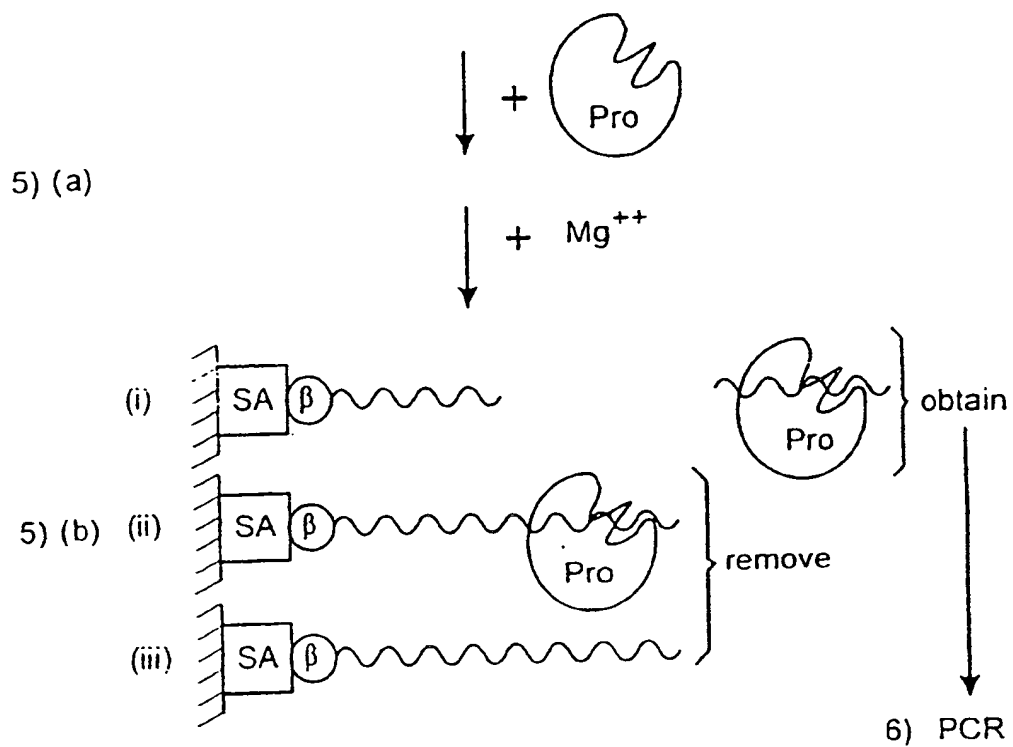 + Pro
5) (a)
+ Mg++
(i) SA β Pro obtain
5) (b) (ii) SA β Pro remove
(iii) SA β
6) PCR